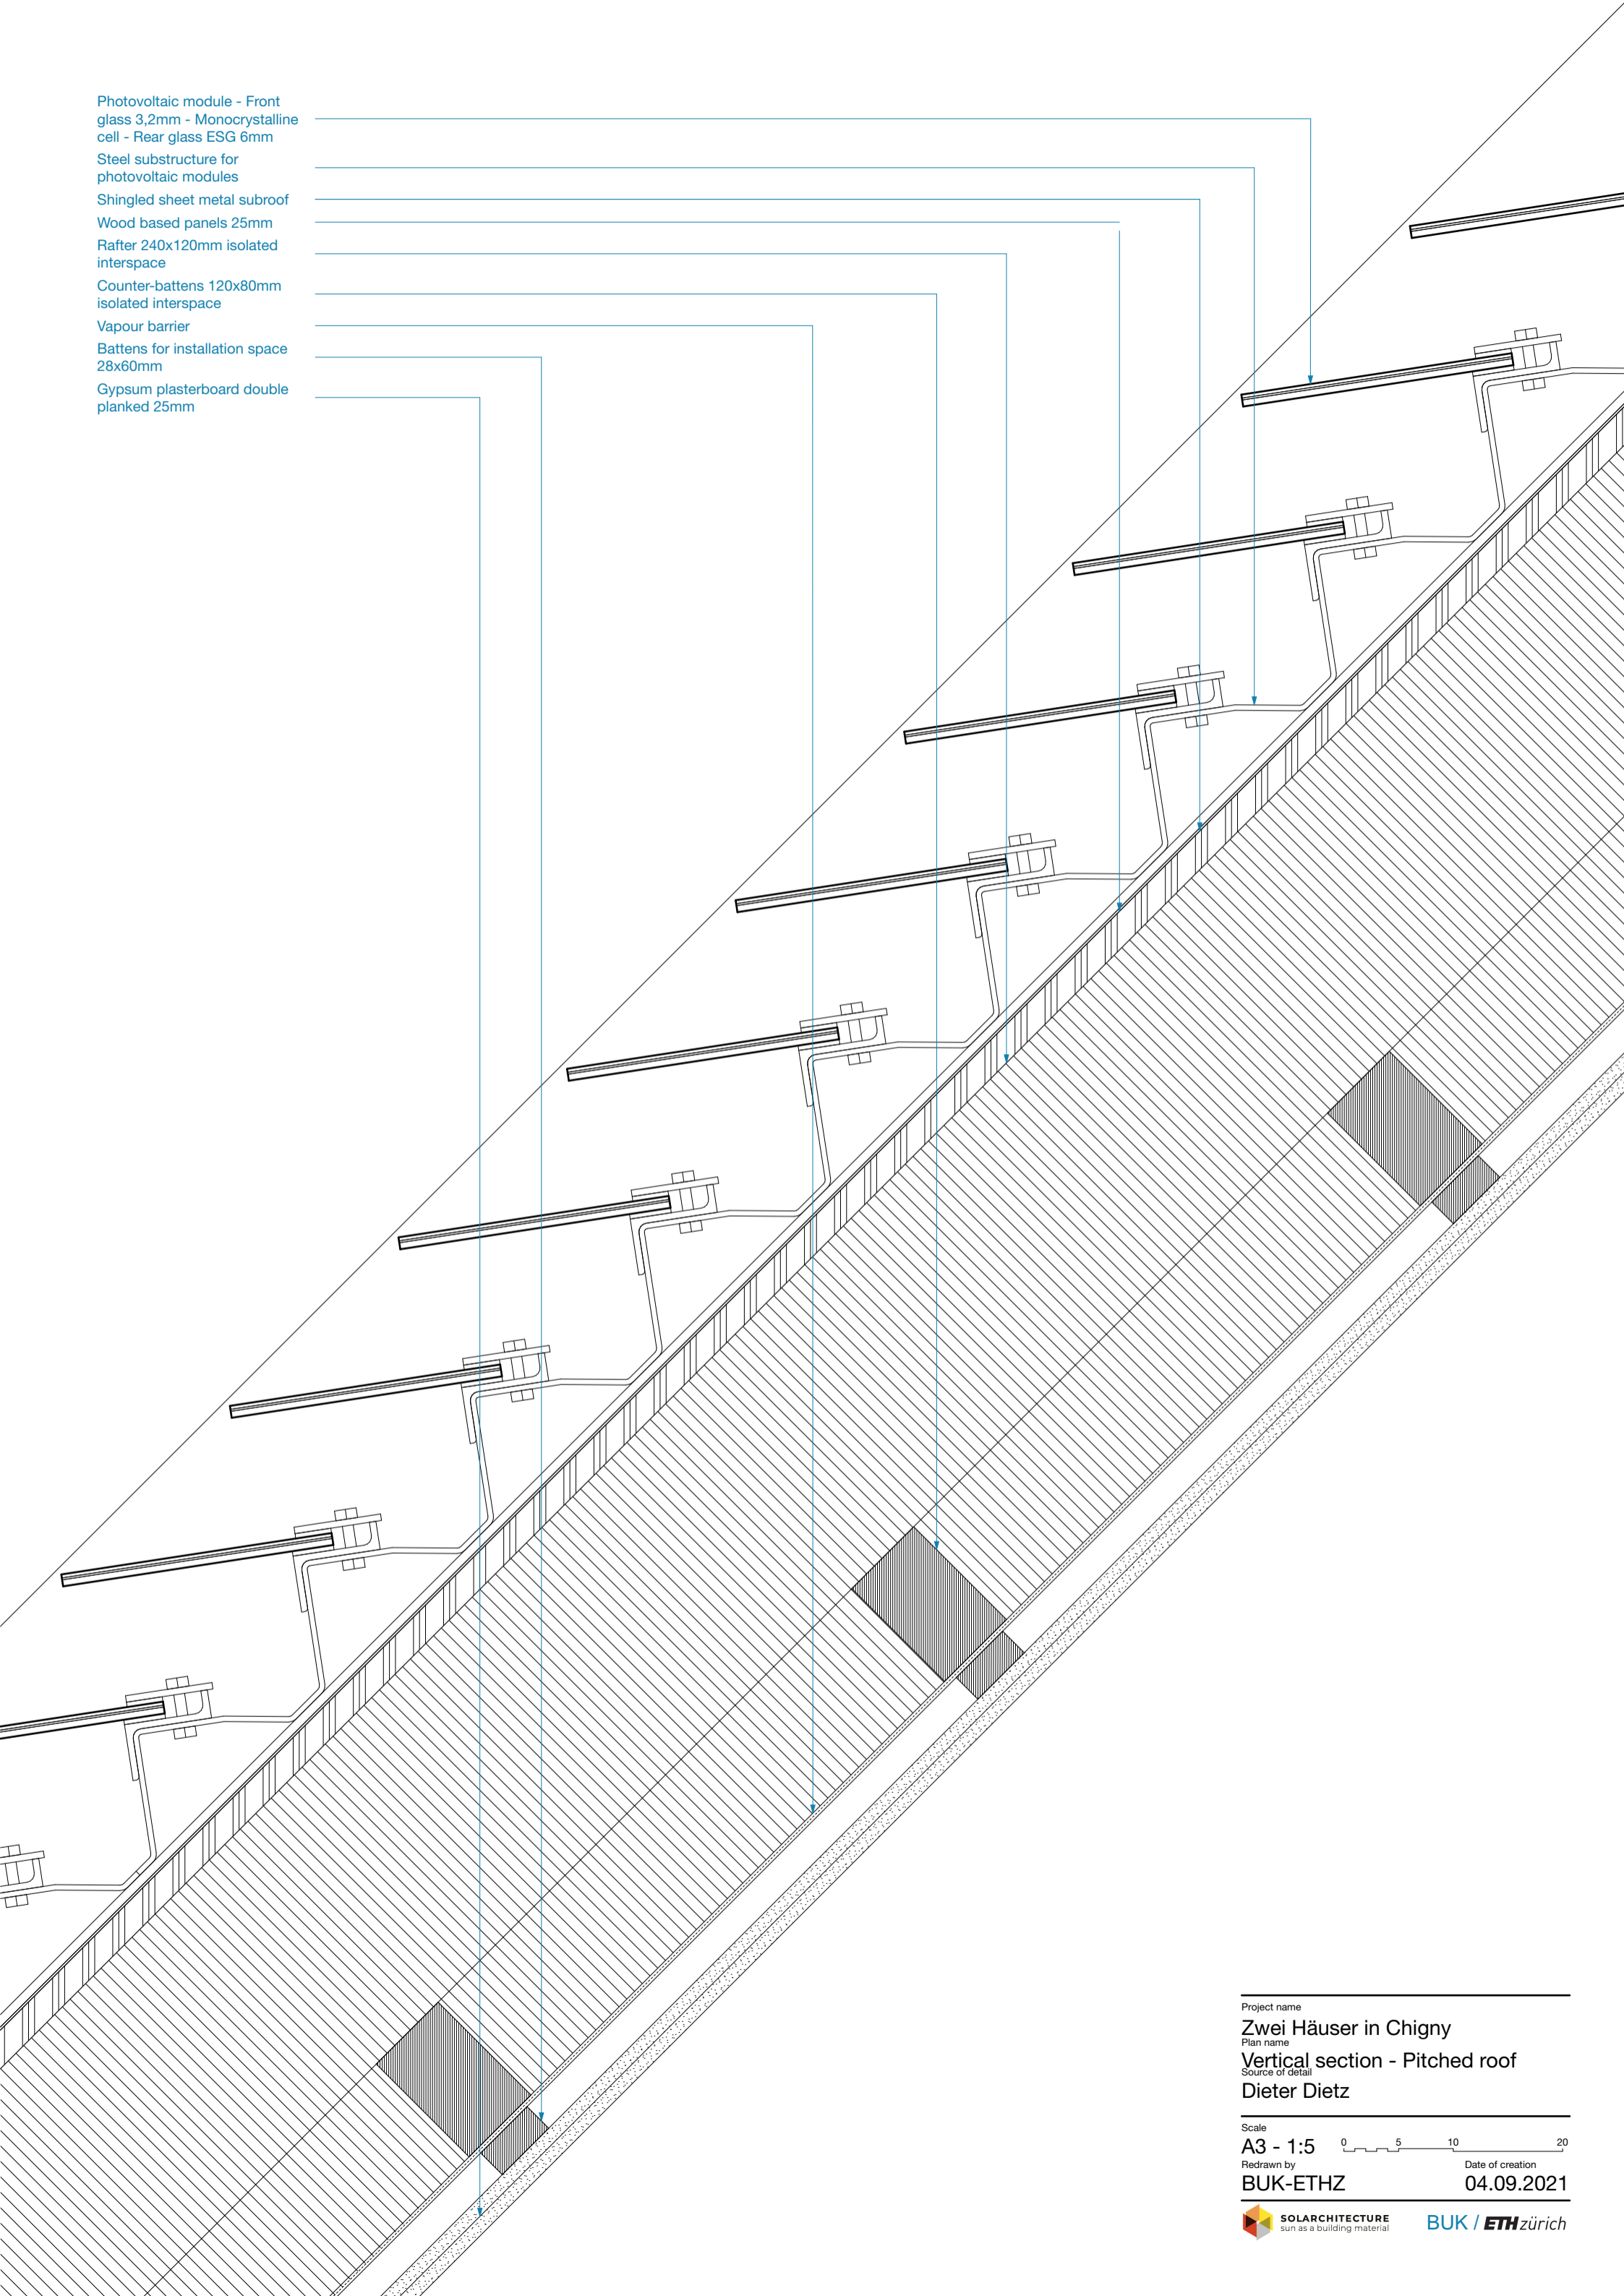 Photovoltaic module - Front
glass 3,2mm - Monocrystalline
cell - Rear glass ESG 6mm
Steel substructure for
photovoltaic modules
Shingled sheet metal subroof
Wood based panels 25mm
Rafter 240x120mm isolated
interspace
Counter-battens 120x80mm
isolated interspace
Vapour barrier
Battens for installation space
28x60mm
Gypsum plasterboard double
planked 25mm
Project name
Zwei Häuser in Chigny
Plan name
Vertical section - Pitched roof
Source of detail
Dieter Dietz
Scale
A3 - 1:5 0 5 10 20
Redrawn by Date of creation
BUK-ETHZ 04.09.2021
SOLARCHITECTURE
sun as a building material
BUK / ETH zürich